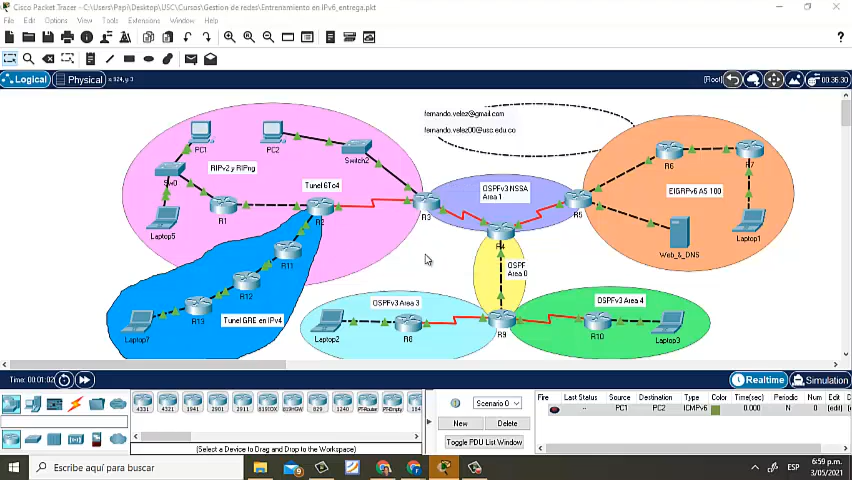 Cisco Packet Tracer - C:\Users\Pepi\Desktop\USC\Cursos\Gestion de redes\Entrenamiento en IPv6_entrega.pkt
File Edit Options View Tools Extensions Window Help
Logical Physical x: 924, y: 3 [Root] 00:36:30
fernando.velez@gmail.com
fernando.velez00@usc.edu.co
PC1 PC2 Switch2 R6 R7
RIPv2 y RIPng
Sw0 Tunel 6To4
OSPFv3 NSSA
Area 1
EIGRPv6 AS 100
Laptop5 R1 R2 R3 R4 R5 Laptop1
Web_&_DNS
R11
OSPF
Area 0
R12
R13 Tunel GRE en IPv4
OSPFv3 Area 3 OSPFv3 Area 4
Laptop7 Laptop2 R8 R9 R10 Laptop3
Time: 00:01:02 Realtime Simulation
4331 4321 1941 2901 2911 819IOX 819HGW 829 1240 PT-Router PT-Empty
Scenario 0
New Delete
Toggle PDU List Window
(Select a Device to Drag and Drop to the Workspace)
Fire Last Status Source Destination Type Color Time(sec) Periodic Num Edit
-- PC1 PC2 ICMPv6 0.000 N 0 (edit)
Escribe aquí para buscar
ESP
6:59 p. m.
3/05/2021